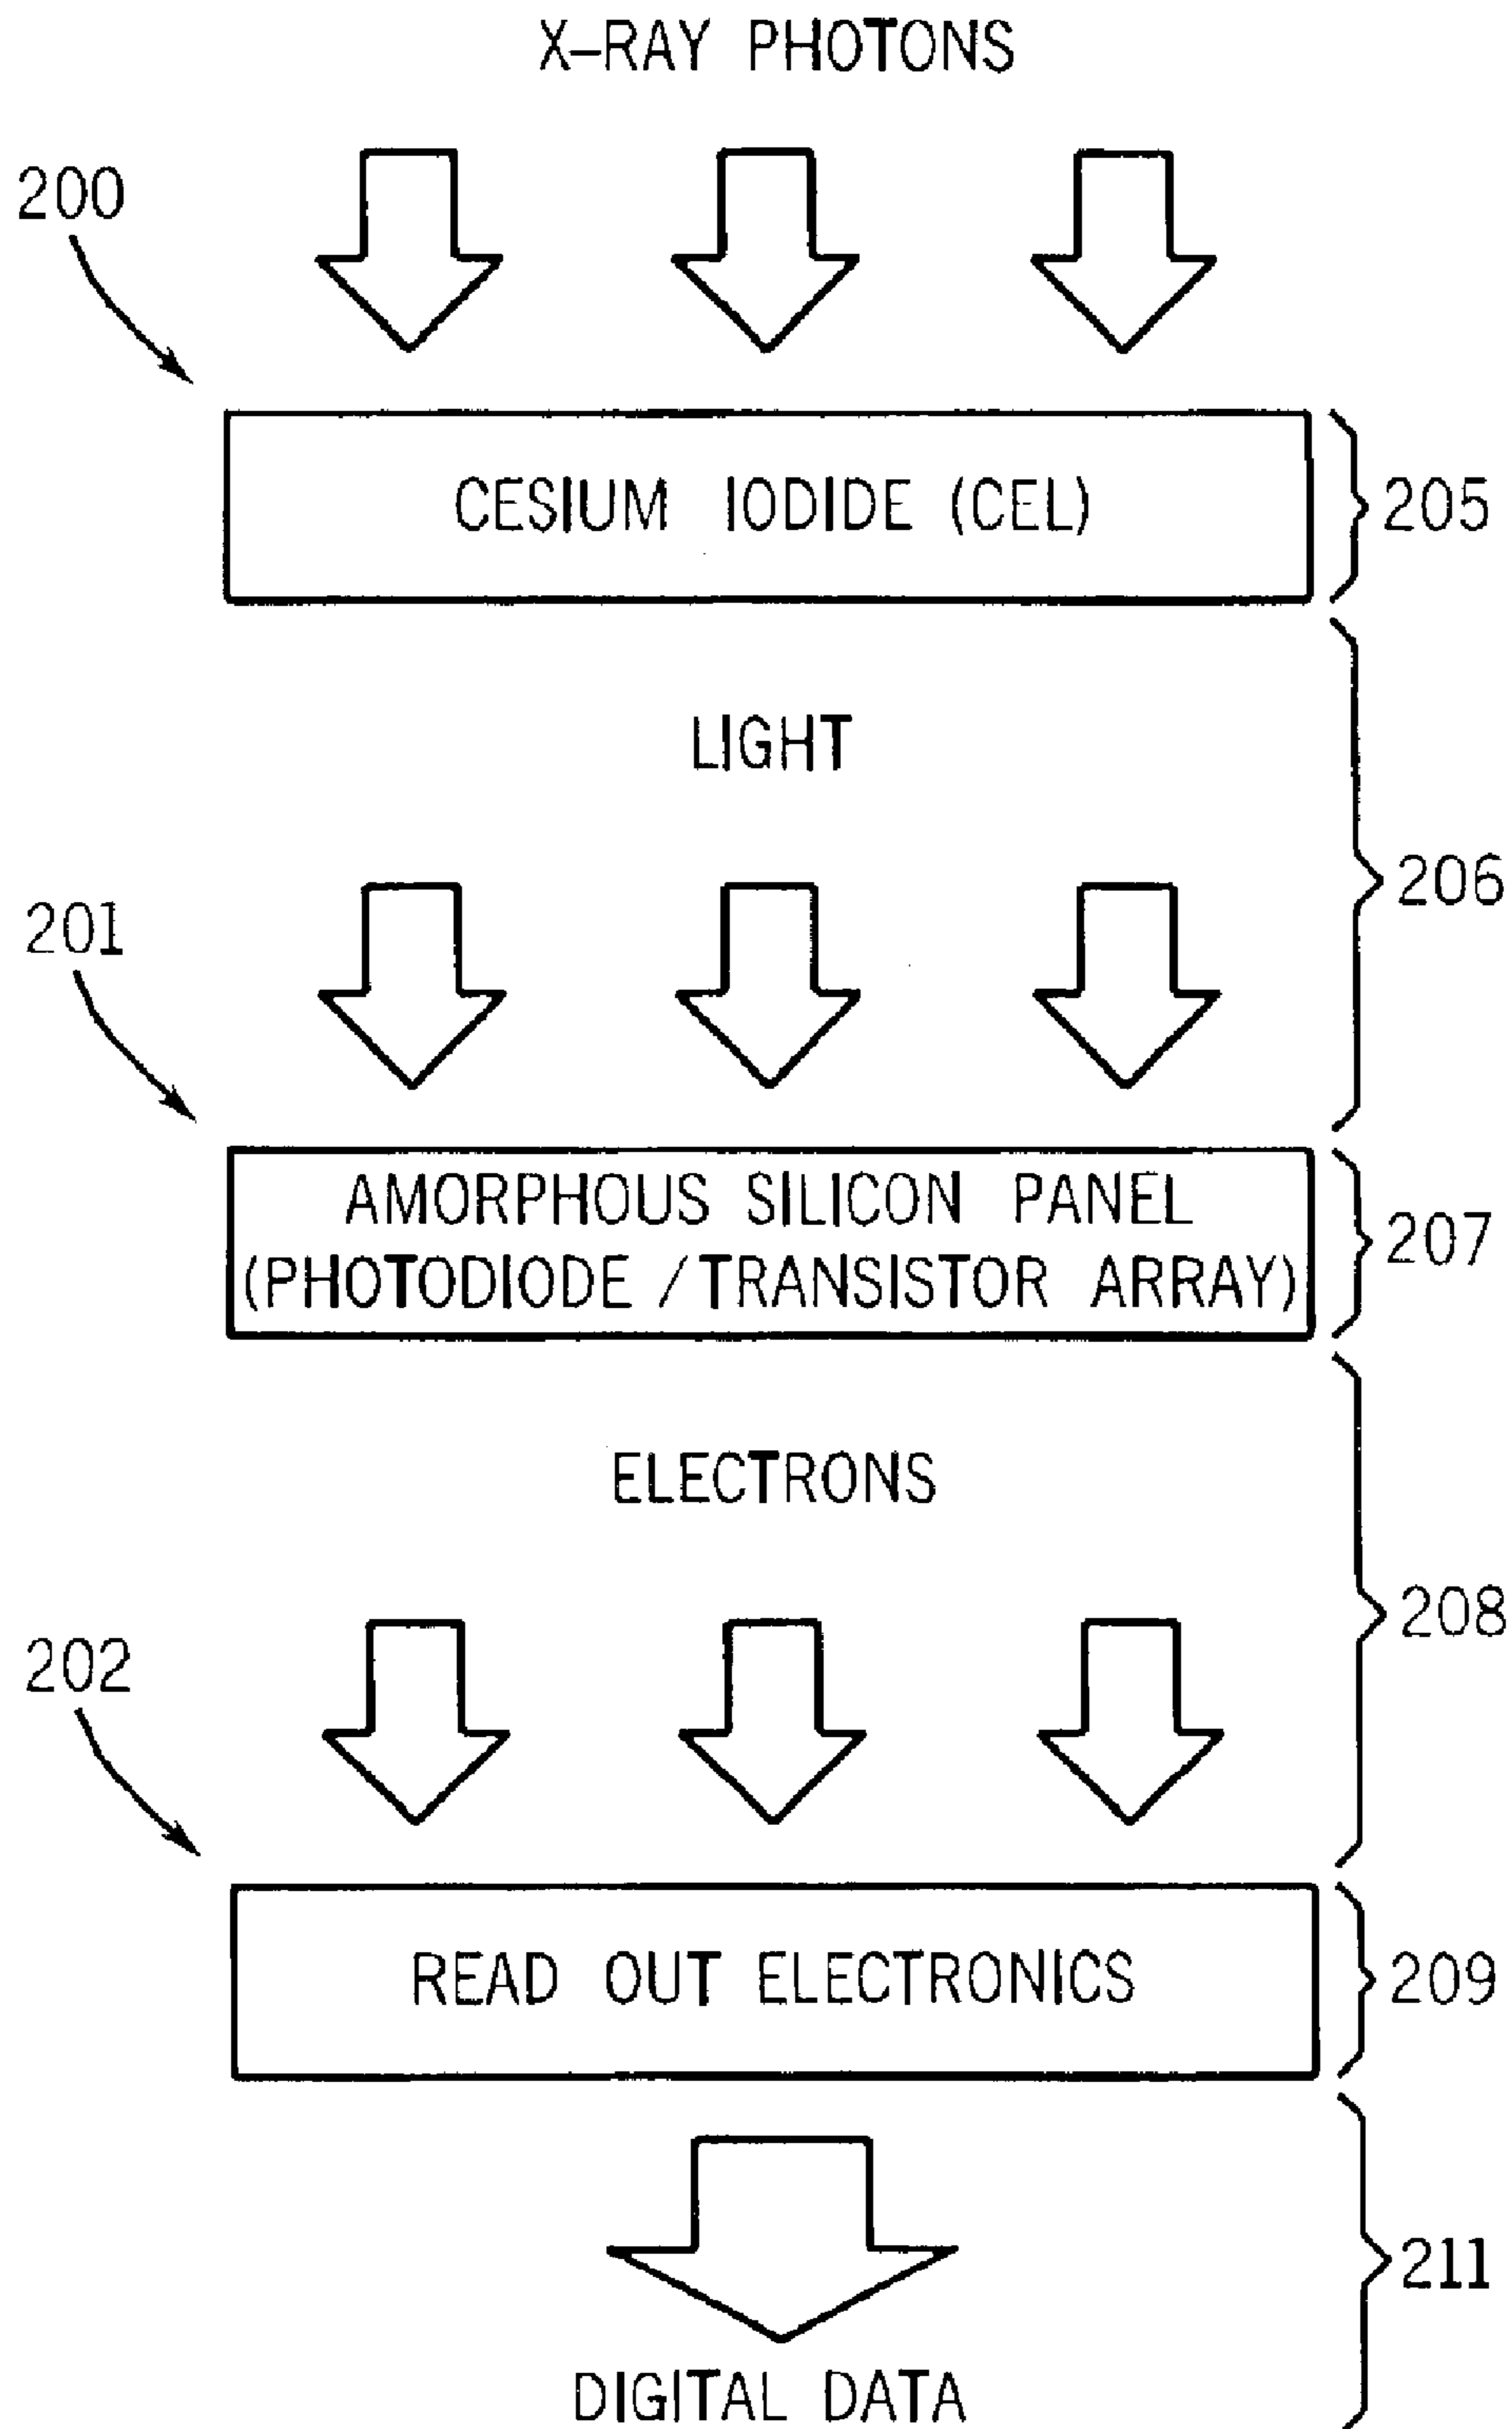 X-RAY PHOTONS
200
CESIUM IODIDE (CEL)
205
LIGHT
206
201
AMORPHOUS SILICON PANEL
(PHOTODIODE / TRANSISTOR ARRAY)
207
ELECTRONS
208
202
READ OUT ELECTRONICS
209
211
DIGITAL DATA